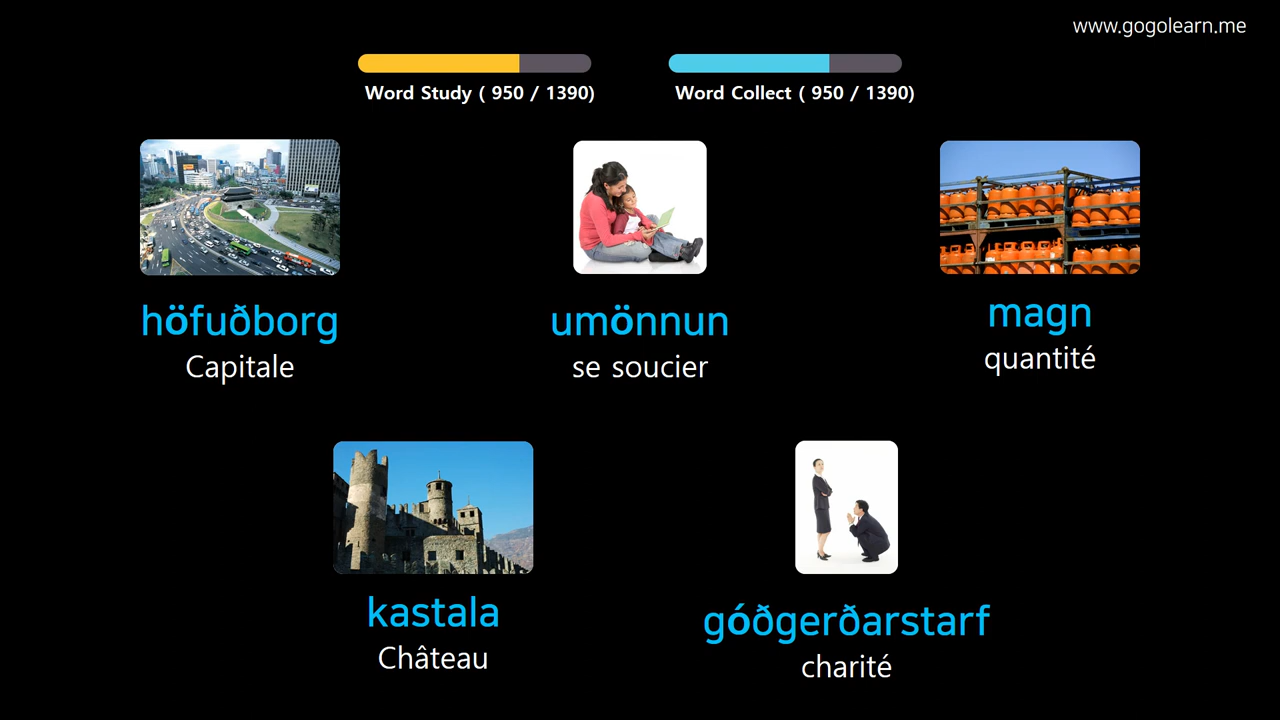 www.gogolearn.me
Word Study ( 950 / 1390)
Word Collect ( 950 / 1390)
höfuðborg
Capitale
umönnun
se soucier
magn
quantité
kastala
Château
góðgerðarstarf
charité